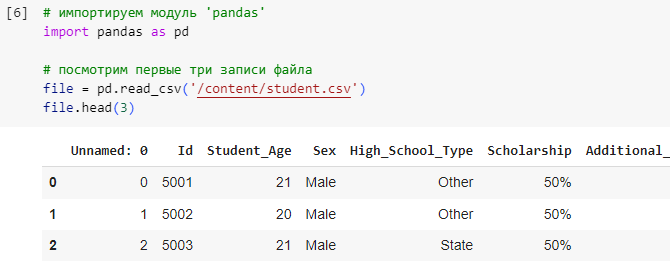 [6] # импортируем модуль 'pandas'
import pandas as pd
# посмотрим первые три записи файла
file = pd.read_csv('/content/student.csv')
file.head(3)
Unnamed: 0 Id Student_Age Sex High_School_Type Scholarship Additional_
0 0 5001 21 Male Other 50%
1 1 5002 20 Male Other 50%
2 2 5003 21 Male State 50%